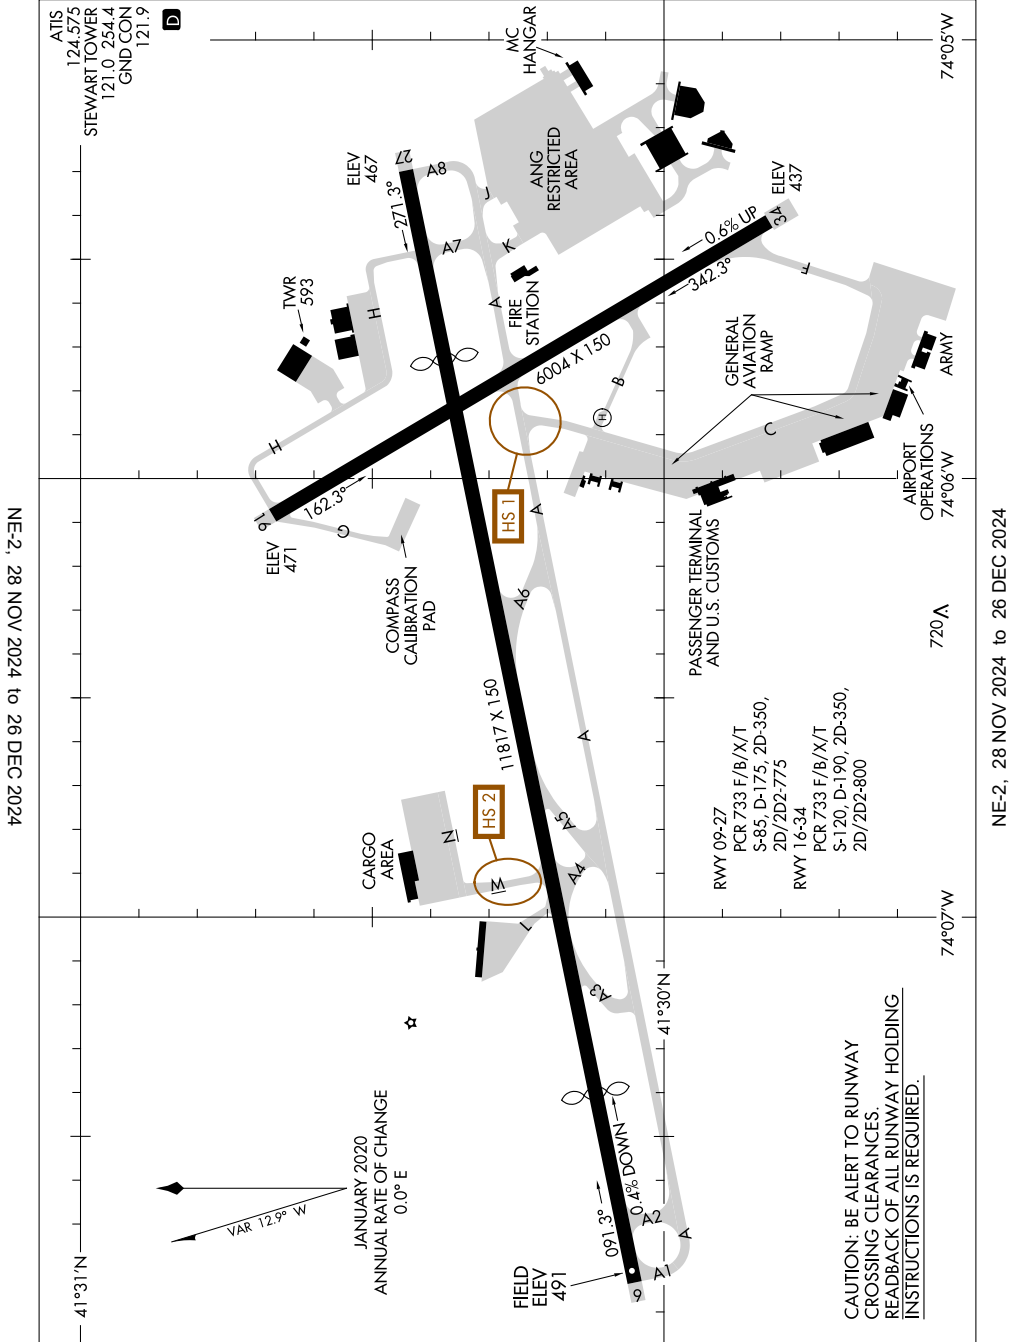 ATIS
124.575
STEWART TOWER
121.0 254.4
GND CON
121.9
D
MC
HANGAR
74°05'W
ANG
RESTRICTED
AREA
ELEV
467
27
A8
271.3°
J
A7
K
ELEV
437
34
0.6% UP
342.3°
F
TWR
593
H
A
FIRE
STATION
6004 X 150
B
H
GENERAL
AVIATION
RAMP
ARMY
C
AIRPORT
OPERATIONS
74°06'W
H
162.3°
16
ELEV
471
G
HS 1
A
COMPASS
CALIBRATION
PAD
A6
PASSENGER TERMINAL
AND U.S. CUSTOMS
720
11817 X 150
A
HS 2
A5
CARGO
AREA
N
M
A4
L
A3
RWY 09-27
PCR 733 F/B/X/T
S-85, D-175, 2D-350,
2D/2D2-775
RWY 16-34
PCR 733 F/B/X/T
S-120, D-190, 2D-350,
2D/2D2-800
74°07'W
41°30'N
JANUARY 2020
ANNUAL RATE OF CHANGE
0.0° E
VAR 12.9° W
0.4% DOWN
091.3°
A2
A
A1
9
FIELD
ELEV
491
41°31'N
CAUTION: BE ALERT TO RUNWAY
CROSSING CLEARANCES.
READBACK OF ALL RUNWAY HOLDING
INSTRUCTIONS IS REQUIRED.
NE-2, 28 NOV 2024 to 26 DEC 2024
NE-2, 28 NOV 2024 to 26 DEC 2024